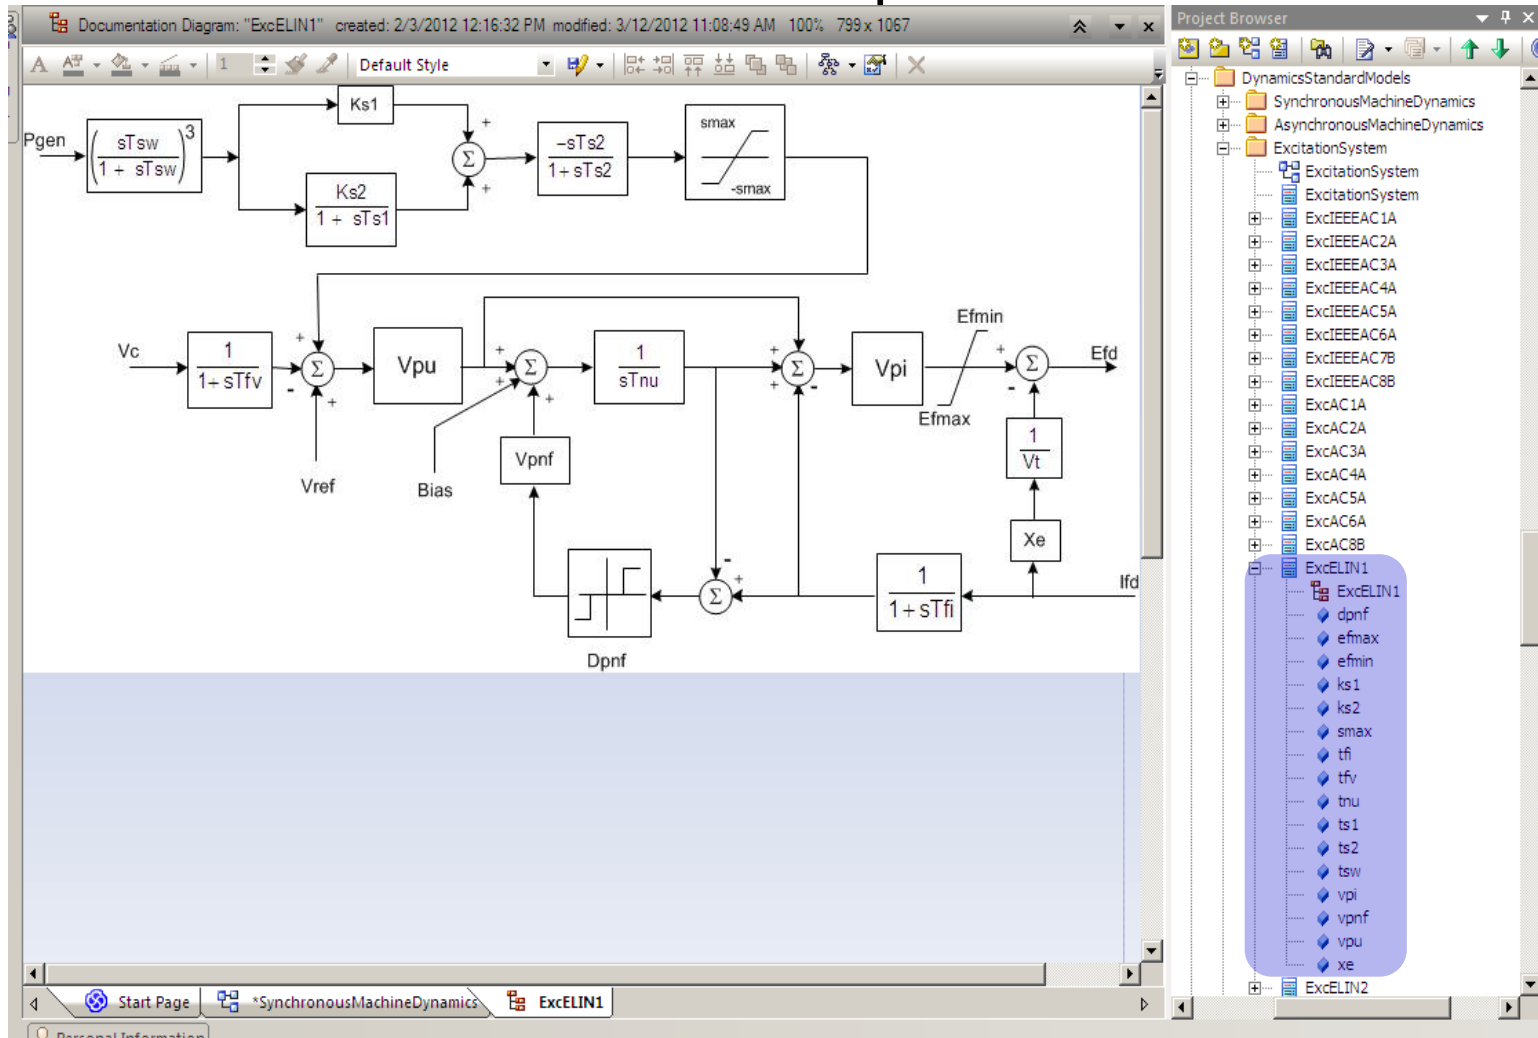 Documentation Diagram: "ExcELIN1" created: 2/3/2012 12:16:32 PM modified: 3/12/2012 11:08:49 AM 100% 799 x 1067
A
1
Default Style
Pgen
( sTsw / 1 + sTsw )³
Ks1
Ks2
1 + sTs1
+
Σ
+
-sTs2
1+sTs2
smax
-smax
Vc
1
1+sTfv
+
Σ
-
+
Vref
Vpu
+
+
Σ
+
Bias
Vpnf
1
sTnu
+
+
Σ
-
Vpi
Efmin
Efmax
+
Σ
-
Efd
1
Vt
Xe
Ifd
1
1+sTfi
-
+
Σ
Dpnf
Start Page
*SynchronousMachineDynamics
ExcELIN1
Personal Information
Project Browser
DynamicsStandardModels
SynchronousMachineDynamics
AsynchronousMachineDynamics
ExcitationSystem
ExcitationSystem
ExcitationSystem
ExcIEEEAC1A
ExcIEEEAC2A
ExcIEEEAC3A
ExcIEEEAC4A
ExcIEEEAC5A
ExcIEEEAC6A
ExcIEEEAC7B
ExcIEEEAC8B
ExcAC1A
ExcAC2A
ExcAC3A
ExcAC4A
ExcAC5A
ExcAC6A
ExcAC8B
ExcELIN1
ExcELIN1
dpnf
efmax
efmin
ks1
ks2
smax
tfi
tfv
tnu
ts1
ts2
tsw
vpi
vpnf
vpu
xe
ExcELIN2